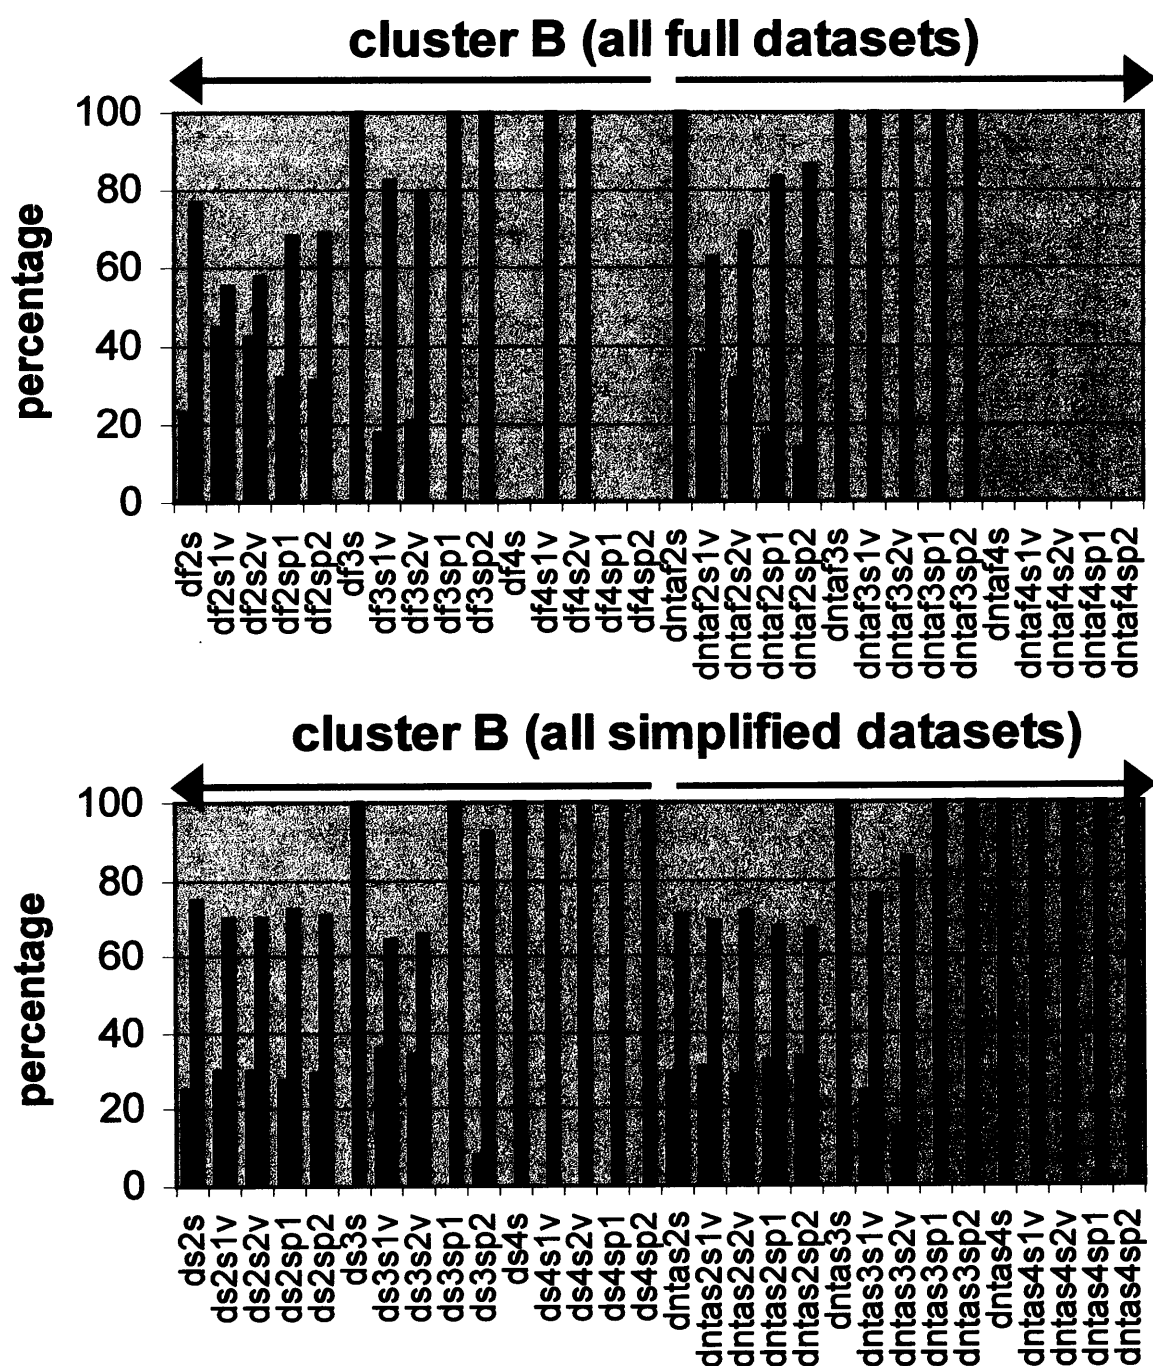 cluster B (all full datasets)
percentage
100
80
60
40
20
0
df2s
df2s1v
df2s2v
df2sp1
df2sp2
df3s
df3s1v
df3s2v
df3sp1
df3sp2
df4s
df4s1v
df4s2v
df4sp1
df4sp2
dntaf2s
dntaf2s1v
dntaf2s2v
dntaf2sp1
dntaf2sp2
dntaf3s
dntaf3s1v
dntaf3s2v
dntaf3sp1
dntaf3sp2
dntaf4s
dntaf4s1v
dntaf4s2v
dntaf4sp1
dntaf4sp2
cluster B (all simplified datasets)
percentage
100
80
60
40
20
0
ds2s
ds2s1v
ds2s2v
ds2sp1
ds2sp2
ds3s
ds3s1v
ds3s2v
ds3sp1
ds3sp2
ds4s
ds4s1v
ds4s2v
ds4sp1
ds4sp2
dntas2s
dntas2s1v
dntas2s2v
dntas2sp1
dntas2sp2
dntas3s
dntas3s1v
dntas3s2v
dntas3sp1
dntas3sp2
dntas4s
dntas4s1v
dntas4s2v
dntas4sp1
dntas4sp2